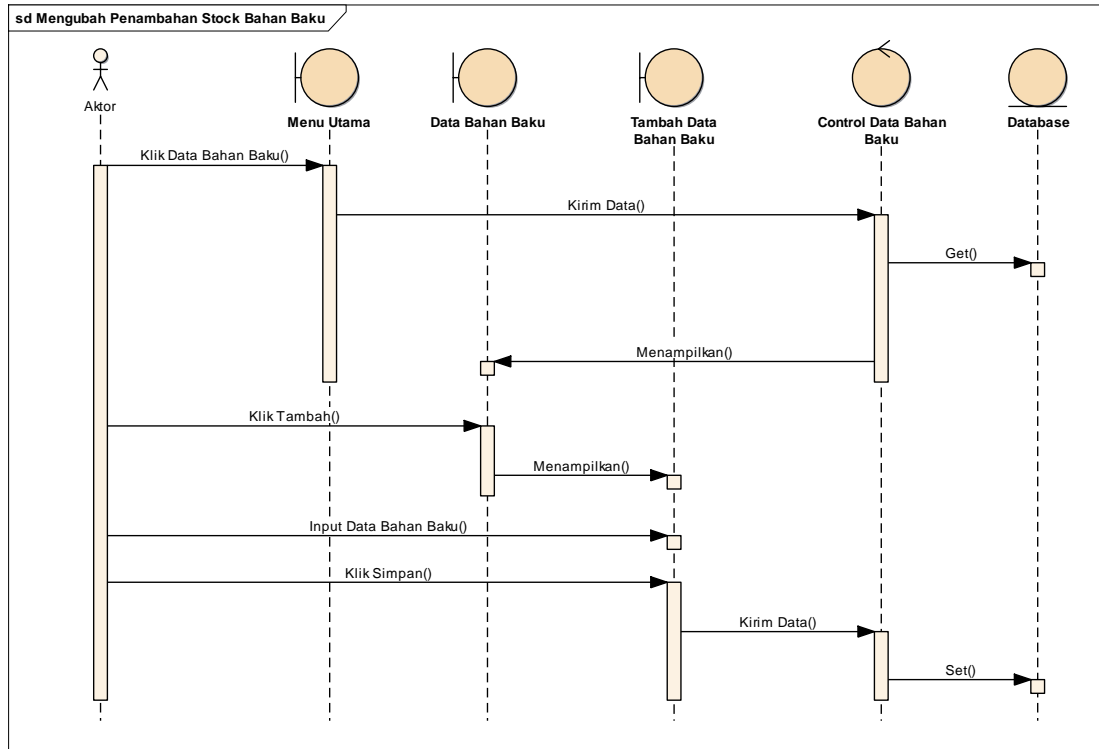 sd Mengubah Penambahan Stock Bahan Baku
Aktor
Menu Utama
Data Bahan Baku
Tambah Data
Bahan Baku
Control Data Bahan
Baku
Database
Klik Data Bahan Baku()
Kirim Data()
Get()
Menampilkan()
Klik Tambah()
Menampilkan()
Input Data Bahan Baku()
Klik Simpan()
Kirim Data()
Set()